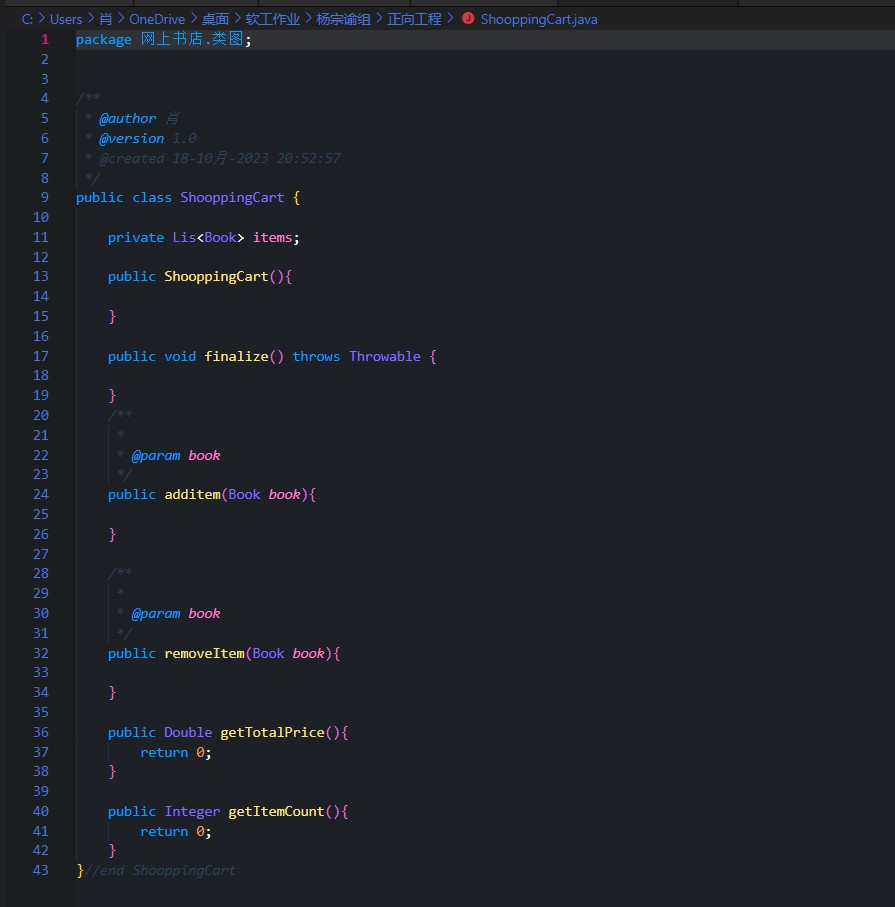 C: > Users > 肖 > OneDrive > 桌面 > 软工作业 > 杨宗谕组 > 正向工程 > J ShooppingCart.java
1 package 网上书店.类图;
2
3
4 /**
5 * @author 肖
6 * @version 1.0
7 * @created 18-10月-2023 20:52:57
8 */
9 public class ShooppingCart {
10
11 private Lis<Book> items;
12
13 public ShooppingCart(){
14
15 }
16
17 public void finalize() throws Throwable {
18
19 }
20 /**
21 *
22 * @param book
23 */
24 public additem(Book book){
25
26 }
27
28 /**
29 *
30 * @param book
31 */
32 public removeItem(Book book){
33
34 }
35
36 public Double getTotalPrice(){
37 return 0;
38 }
39
40 public Integer getItemCount(){
41 return 0;
42 }
43 }//end ShooppingCart